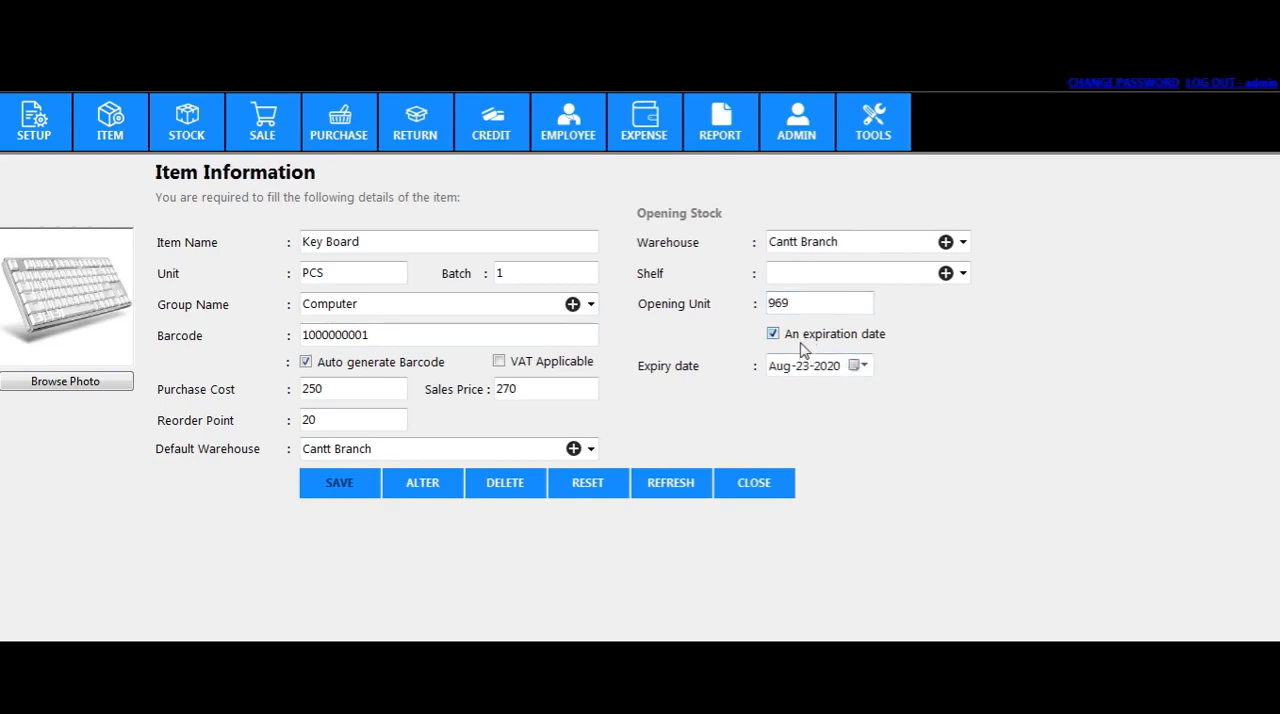 CHANGE PASSWORD LOG OUT - admin
SETUP ITEM STOCK SALE PURCHASE RETURN CREDIT EMPLOYEE EXPENSE REPORT ADMIN TOOLS
Item Information
You are required to fill the following details of the item:
Opening Stock
Item Name : Key Board
Warehouse : Cantt Branch
Unit : PCS Batch : 1
Shelf :
Group Name : Computer
Opening Unit : 969
Barcode : 1000000001
An expiration date
: Auto generate Barcode VAT Applicable
Expiry date : Aug-23-2020
Browse Photo
Purchase Cost : 250 Sales Price : 270
Reorder Point : 20
Default Warehouse : Cantt Branch
SAVE ALTER DELETE RESET REFRESH CLOSE